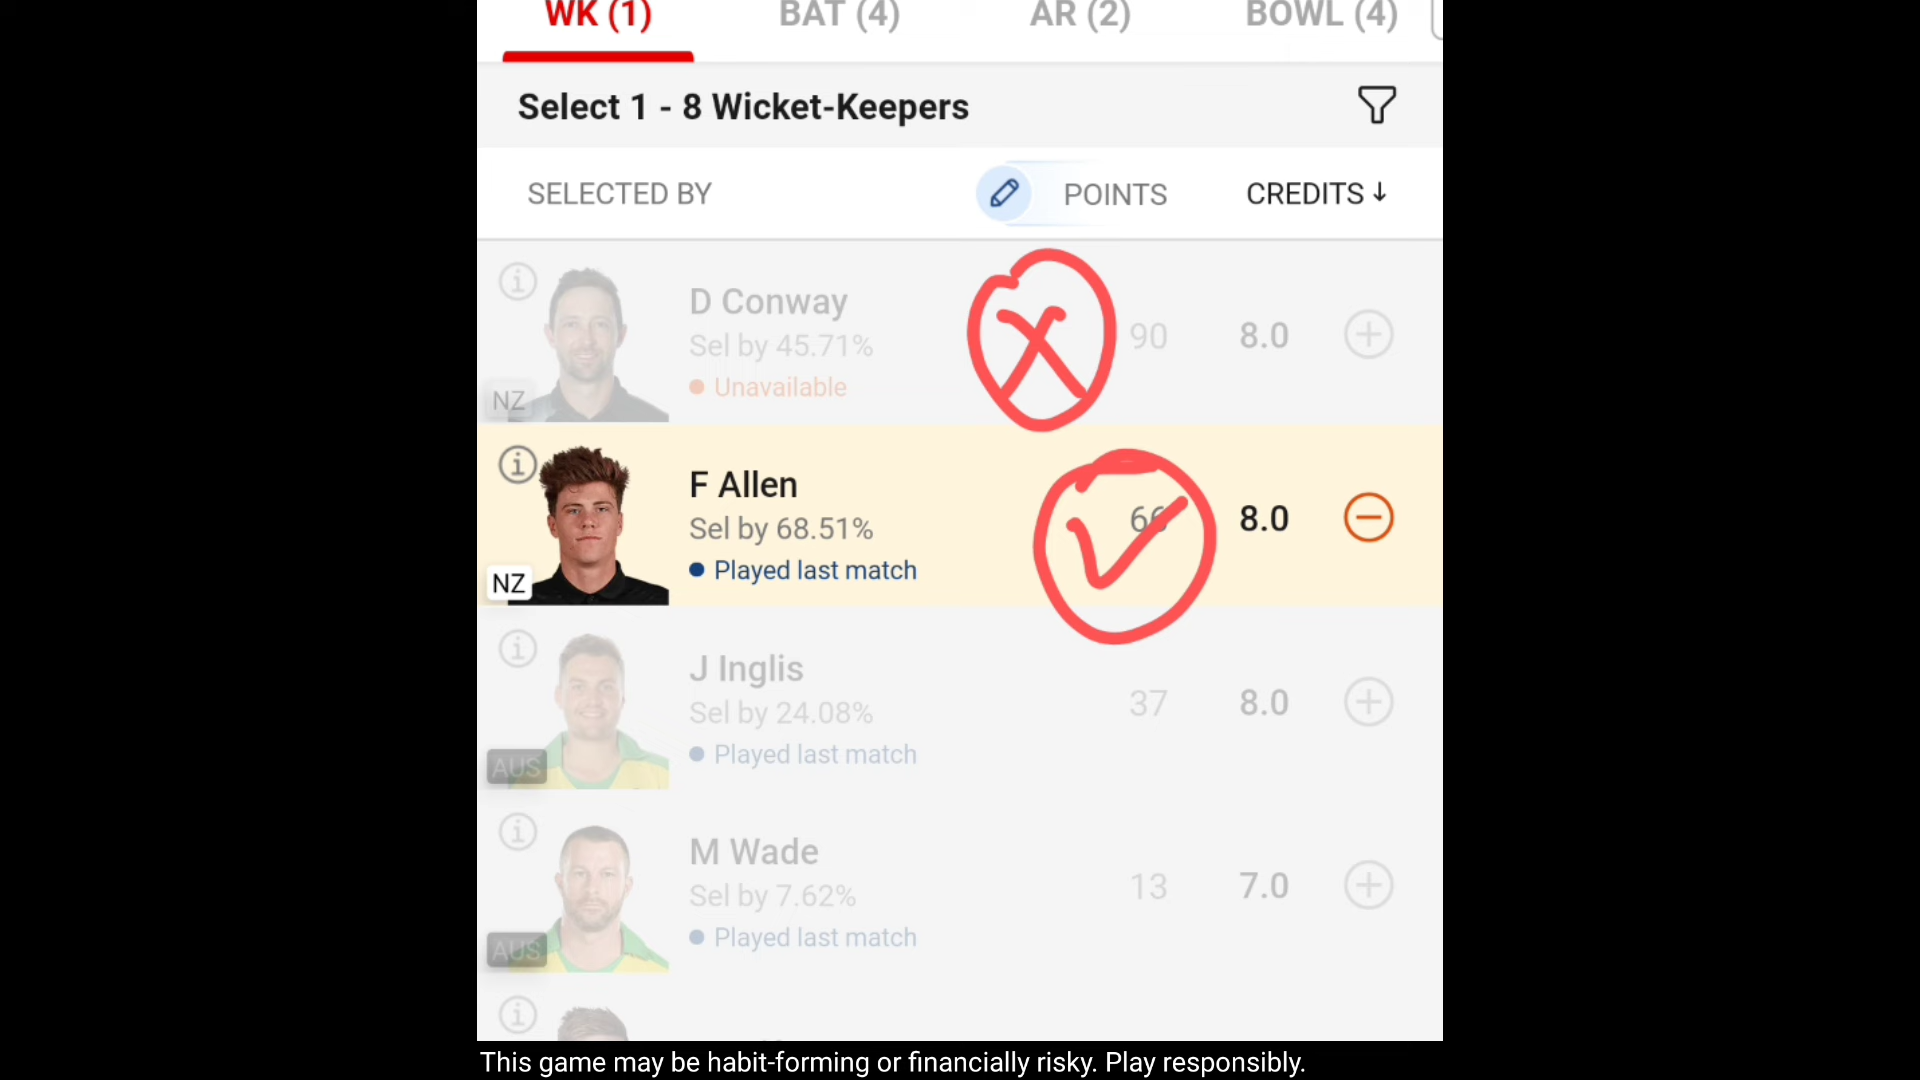 WK (1) BAT (4) AR (2) BOWL (4)
Select 1 - 8 Wicket-Keepers
SELECTED BY POINTS CREDITS ↓
D Conway
Sel by 45.71% 90 8.0
Unavailable
NZ
F Allen
Sel by 68.51% 66 8.0
Played last match
NZ
J Inglis
Sel by 24.08% 37 8.0
Played last match
AUS
M Wade
Sel by 7.62% 13 7.0
Played last match
AUS
This game may be habit-forming or financially risky. Play responsibly.